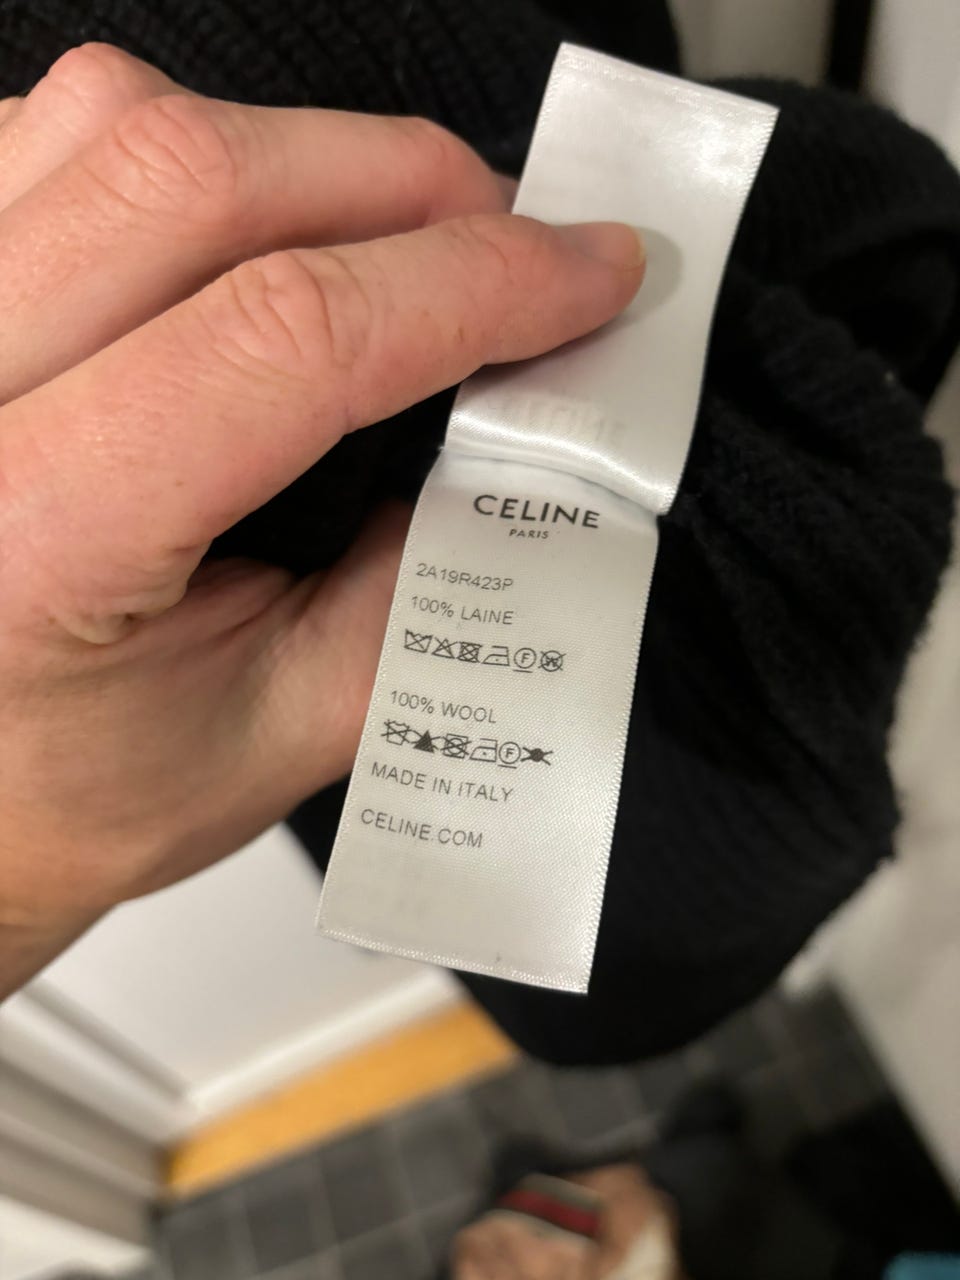 CELINE
PARIS
2A19R423P
100% LAINE
F W
100% WOOL
F
MADE IN ITALY
CELINE.COM